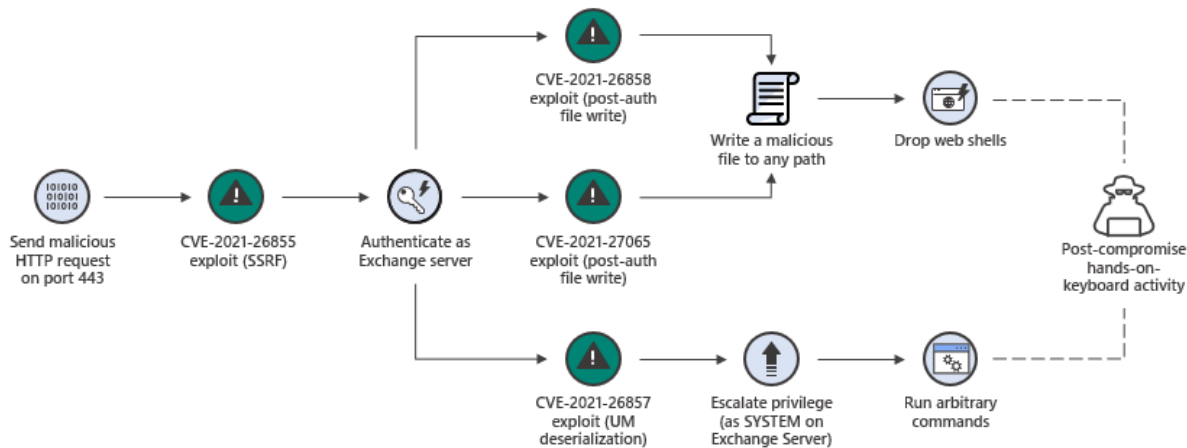 CVE-2021-26858
exploit (post-auth
file write)
Write a malicious
file to any path
Drop web shells
101010
010101
101010
Send malicious
HTTP request
on port 443
CVE-2021-26855
exploit (SSRF)
Authenticate as
Exchange server
CVE-2021-27065
exploit (post-auth
file write)
Post-compromise
hands-on-
keyboard activity
CVE-2021-26857
exploit (UM
deserialization)
Escalate privilege
(as SYSTEM on
Exchange Server)
Run arbitrary
commands